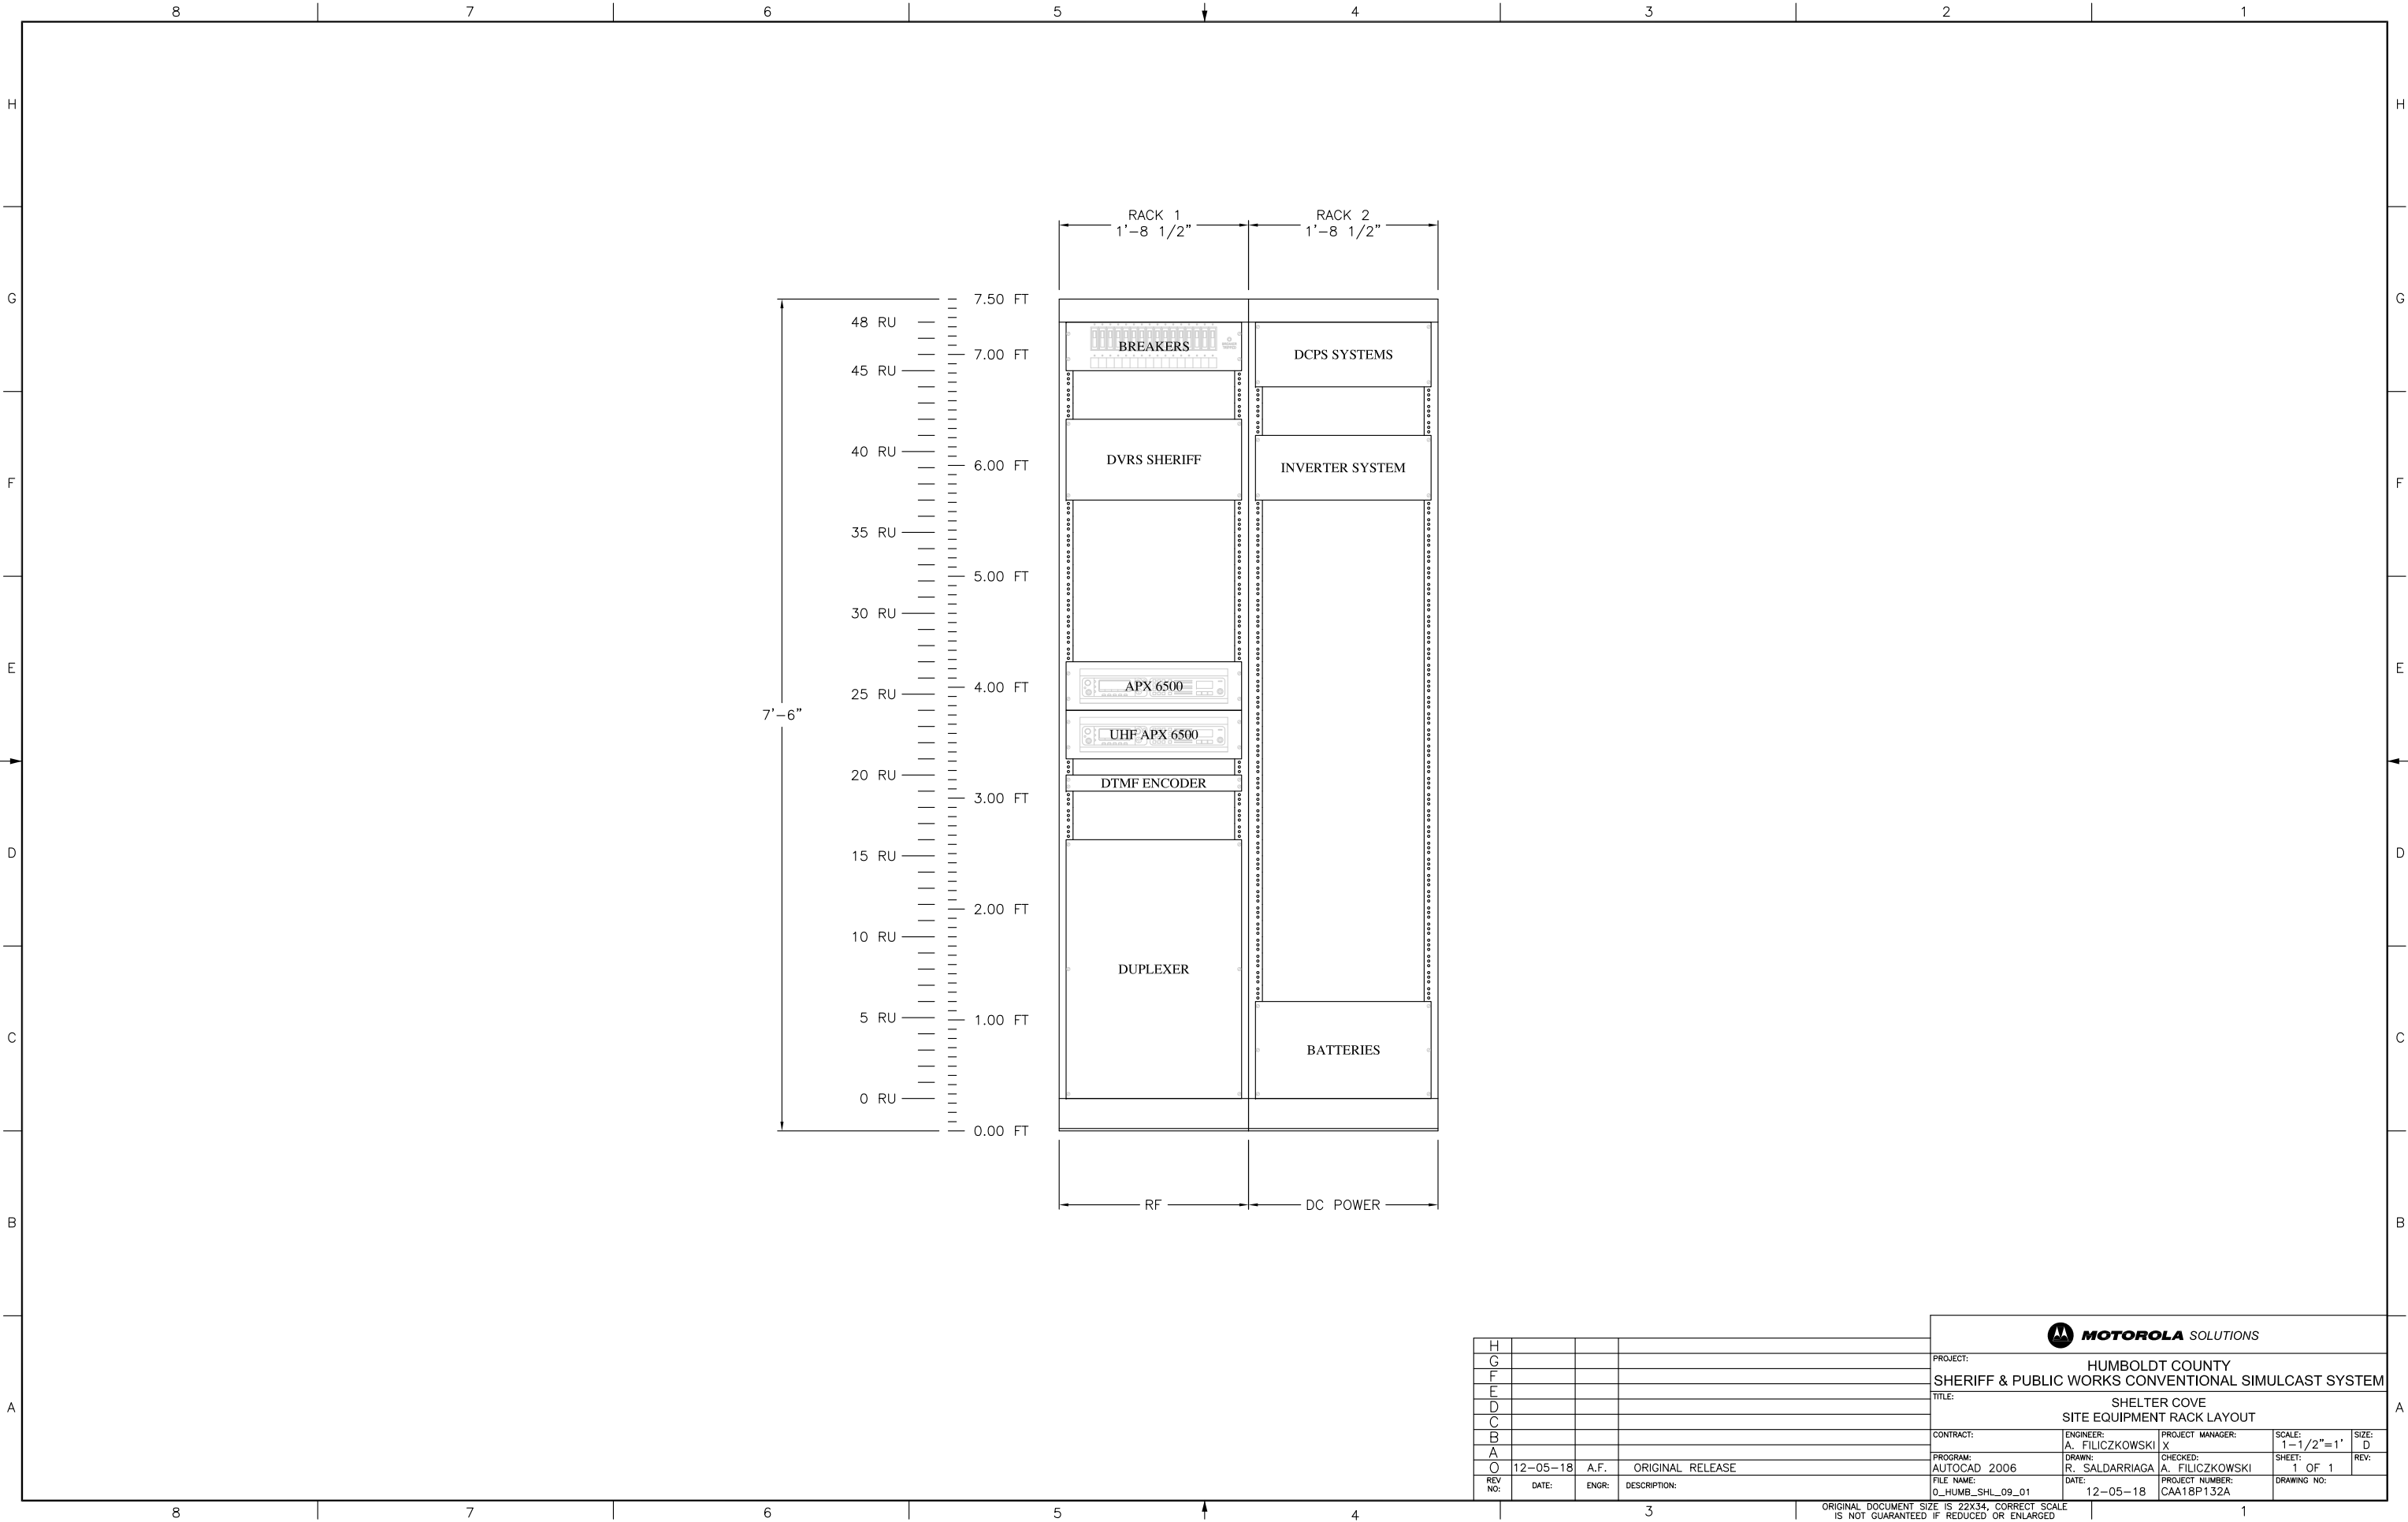 8 7 6 5 4 3 2 1
H H
RACK 1 RACK 2
1'-8 1/2" 1'-8 1/2"
G G
7.50 FT
48 RU
BREAKERS
7.00 FT
DCPS SYSTEMS
45 RU
40 RU
DVRS SHERIFF
6.00 FT
INVERTER SYSTEM
F F
35 RU
5.00 FT
30 RU
E E
APX 6500
4.00 FT
25 RU
7'-6"
UHF APX 6500
20 RU
DTMF ENCODER
3.00 FT
D D
15 RU
2.00 FT
10 RU
DUPLEXER
5 RU
1.00 FT
C C
BATTERIES
0 RU
0.00 FT
RF DC POWER
B B
A A
H
G
F
E
D
C
B
A
O 12-05-18 A.F. ORIGINAL RELEASE
REV NO: DATE: ENGR: DESCRIPTION:
MOTOROLA SOLUTIONS
PROJECT:
HUMBOLDT COUNTY
SHERIFF & PUBLIC WORKS CONVENTIONAL SIMULCAST SYSTEM
TITLE:
SHELTER COVE
SITE EQUIPMENT RACK LAYOUT
CONTRACT: ENGINEER: PROJECT MANAGER: SCALE: SIZE:
A. FILICZKOWSKI X 1-1/2"=1' D
PROGRAM: DRAWN: CHECKED: SHEET: REV:
AUTOCAD 2006 R. SALDARRIAGA A. FILICZKOWSKI 1 OF 1
FILE NAME: DATE: PROJECT NUMBER: DRAWING NO:
0_HUMB_SHL_09_01 12-05-18 CAA18P132A
8 7 6 5 4 3 2 1
ORIGINAL DOCUMENT SIZE IS 22X34, CORRECT SCALE
IS NOT GUARANTEED IF REDUCED OR ENLARGED